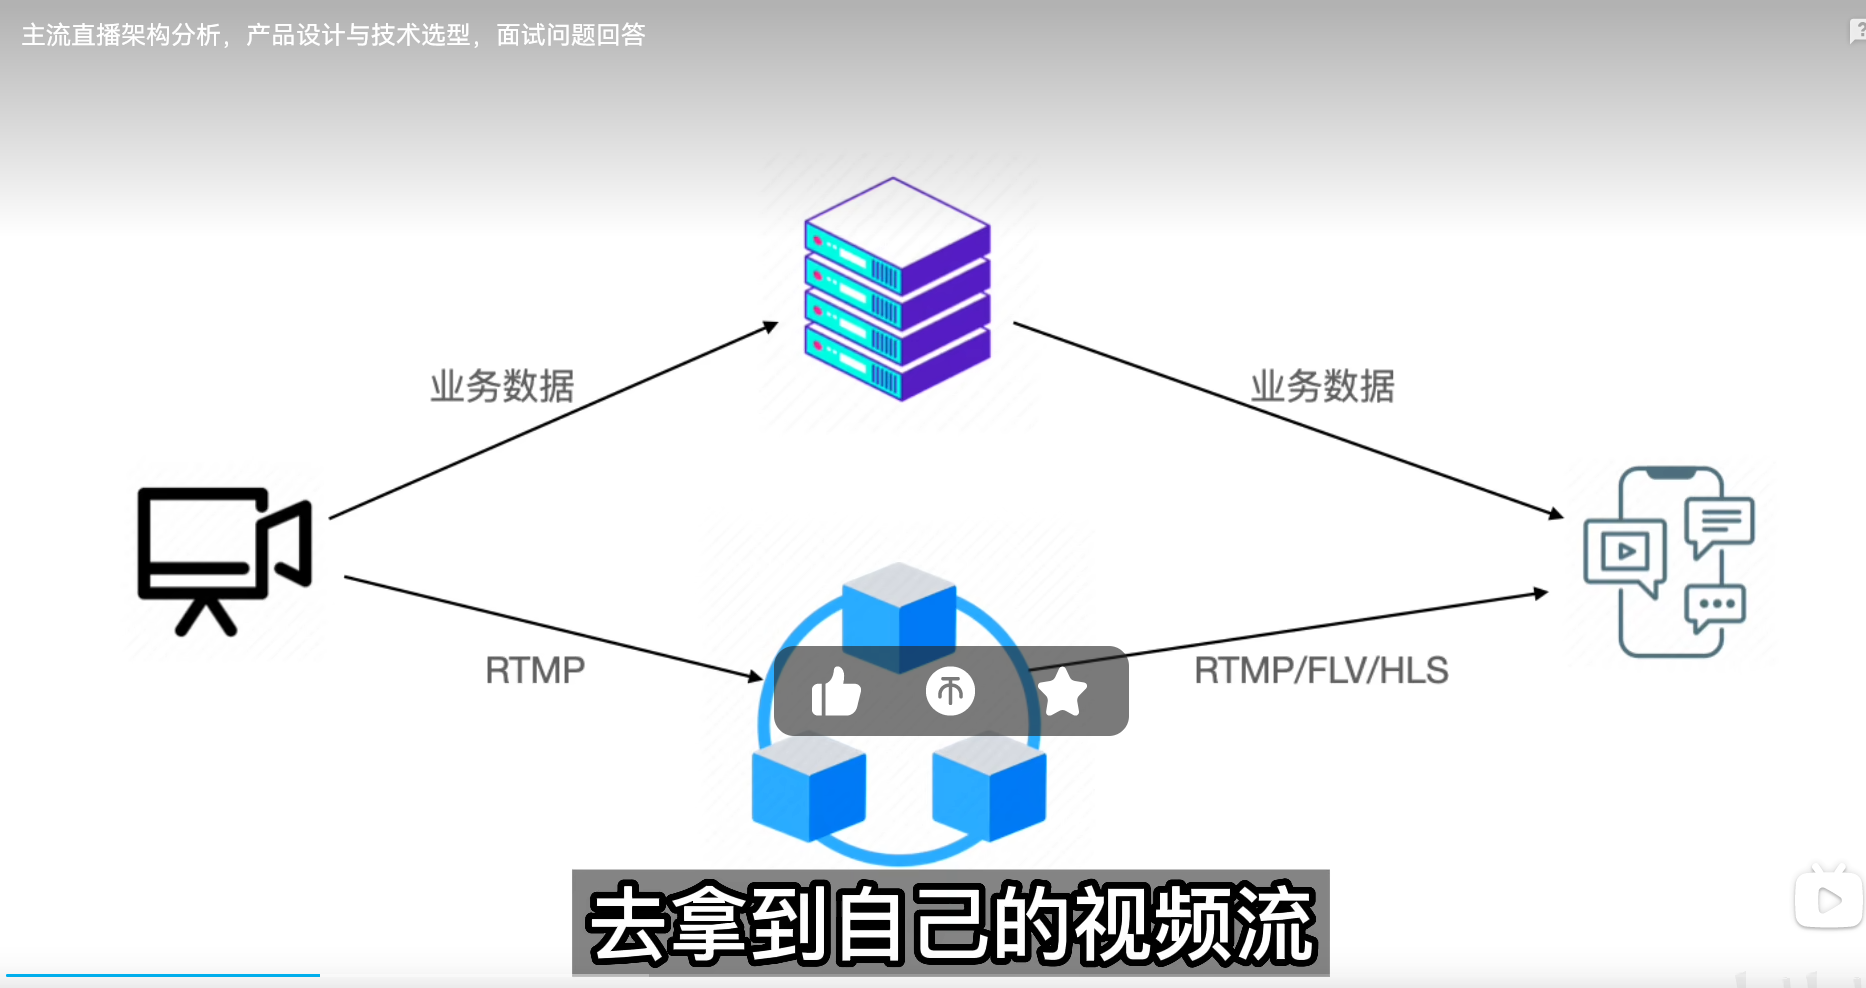 主流直播架构分析，产品设计与技术选型，面试问题回答
业务数据
业务数据
RTMP
RTMP/FLV/HLS
去拿到自己的视频流